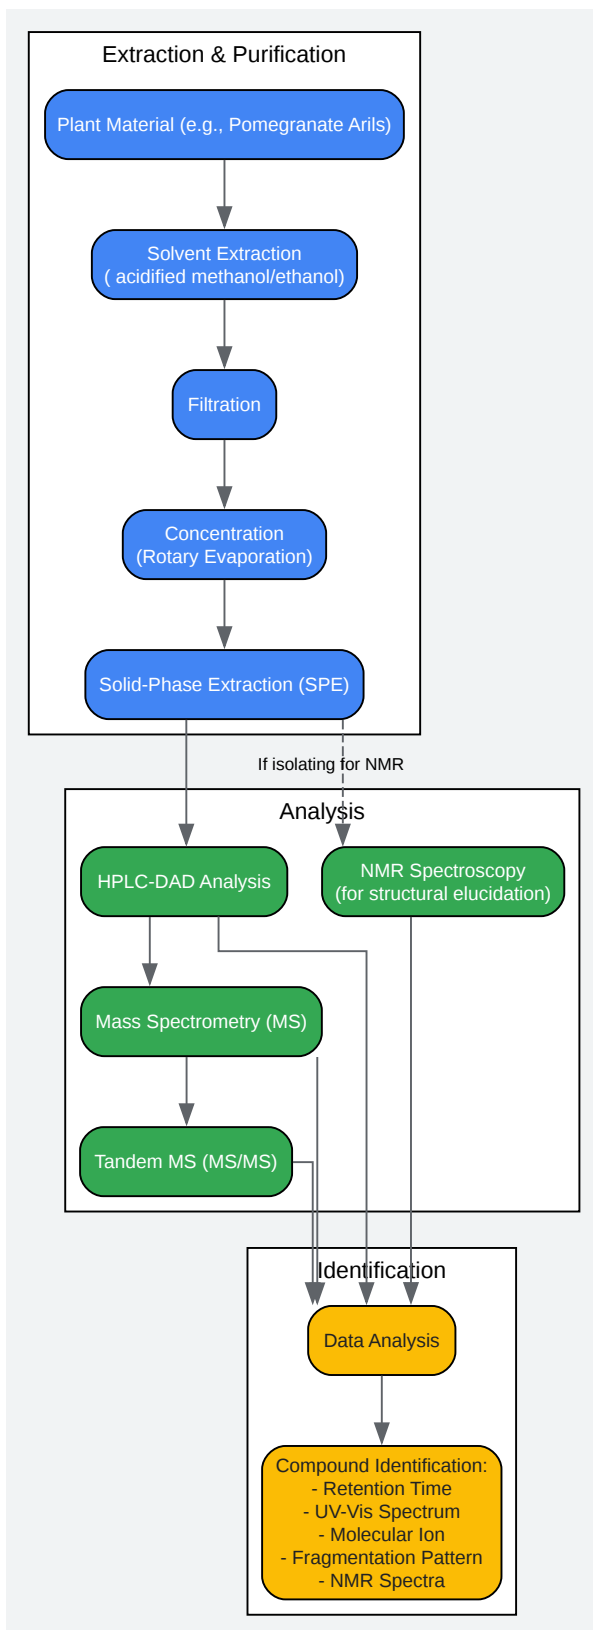 Extraction & Purification
Plant Material (e.g., Pomegranate Arils)
Solvent Extraction
( acidified methanol/ethanol)
Filtration
Concentration
(Rotary Evaporation)
Solid-Phase Extraction (SPE)
If isolating for NMR
Analysis
HPLC-DAD Analysis
NMR Spectroscopy
(for structural elucidation)
Mass Spectrometry (MS)
Tandem MS (MS/MS)
Identification
Data Analysis
Compound Identification:
- Retention Time
- UV-Vis Spectrum
- Molecular Ion
- Fragmentation Pattern
- NMR Spectra